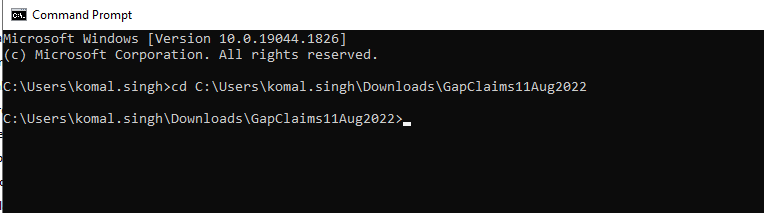 Command Prompt
Microsoft Windows [Version 10.0.19044.1826]
(c) Microsoft Corporation. All rights reserved.
C:\Users\komal.singh>cd C:\Users\komal.singh\Downloads\GapClaims11Aug2022
C:\Users\komal.singh\Downloads\GapClaims11Aug2022>